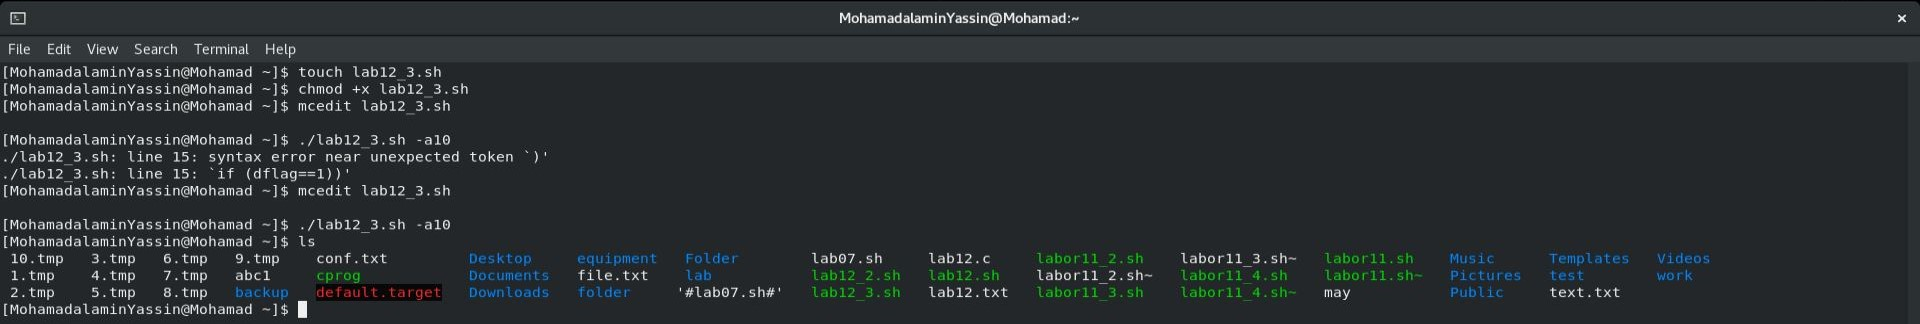 MohamadalaminYassin@Mohamad:~
File Edit View Search Terminal Help
[MohamadalaminYassin@Mohamad ~]$ touch lab12_3.sh
[MohamadalaminYassin@Mohamad ~]$ chmod +x lab12_3.sh
[MohamadalaminYassin@Mohamad ~]$ mcedit lab12_3.sh
[MohamadalaminYassin@Mohamad ~]$ ./lab12_3.sh -a10
./lab12_3.sh: line 15: syntax error near unexpected token `)'
./lab12_3.sh: line 15: `if (dflag==1))'
[MohamadalaminYassin@Mohamad ~]$ mcedit lab12_3.sh
[MohamadalaminYassin@Mohamad ~]$ ./lab12_3.sh -a10
[MohamadalaminYassin@Mohamad ~]$ ls
10.tmp 3.tmp 6.tmp 9.tmp conf.txt Desktop equipment Folder lab07.sh lab12.c labor11_2.sh labor11_3.sh~ labor11.sh Music Templates Videos
1.tmp 4.tmp 7.tmp abc1 cprog Documents file.txt lab lab12_2.sh lab12.sh labor11_2.sh~ labor11_4.sh labor11.sh~ Pictures test work
2.tmp 5.tmp 8.tmp backup default.target Downloads folder '#lab07.sh#' lab12_3.sh lab12.txt labor11_3.sh labor11_4.sh~ may Public text.txt
[MohamadalaminYassin@Mohamad ~]$